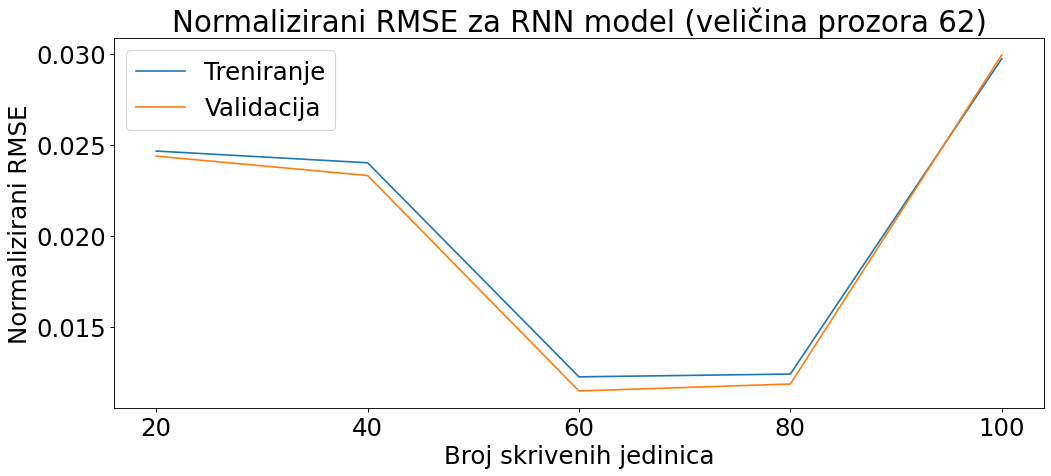 Normalizirani RMSE za RNN model (veličina prozora 62)
Treniranje
Validacija
Normalizirani RMSE
0.030
0.025
0.020
0.015
20 40 60 80 100
Broj skrivenih jedinica